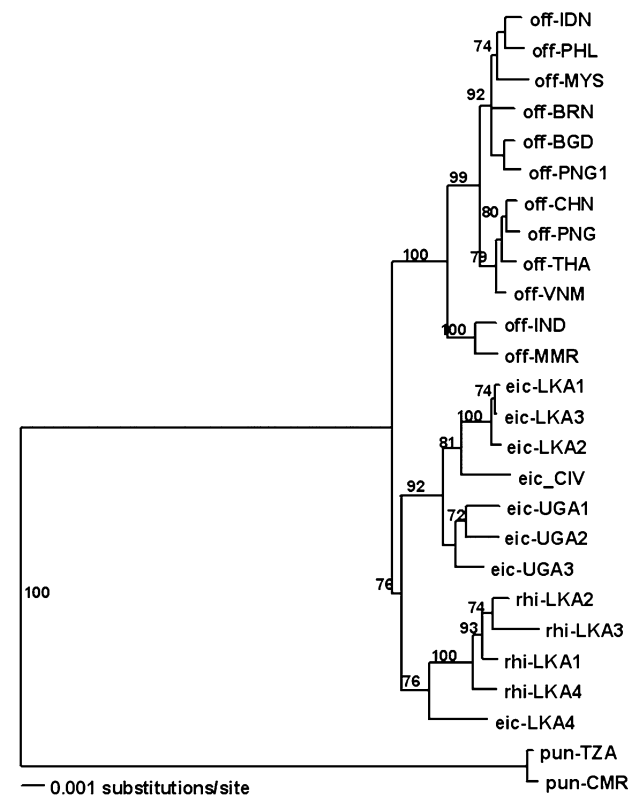 off-IDN
74
off-PHL
off-MYS
92
off-BRN
off-BGD
off-PNG1
99
80
off-CHN
off-PNG
79
off-THA
100
off-VNM
100
off-IND
off-MMR
74
eic-LKA1
100
eic-LKA3
81
eic-LKA2
eic_CIV
92
72
eic-UGA1
eic-UGA2
eic-UGA3
76
100
74
rhi-LKA2
93
rhi-LKA3
100
rhi-LKA1
76
rhi-LKA4
eic-LKA4
pun-TZA
pun-CMR
0.001 substitutions/site